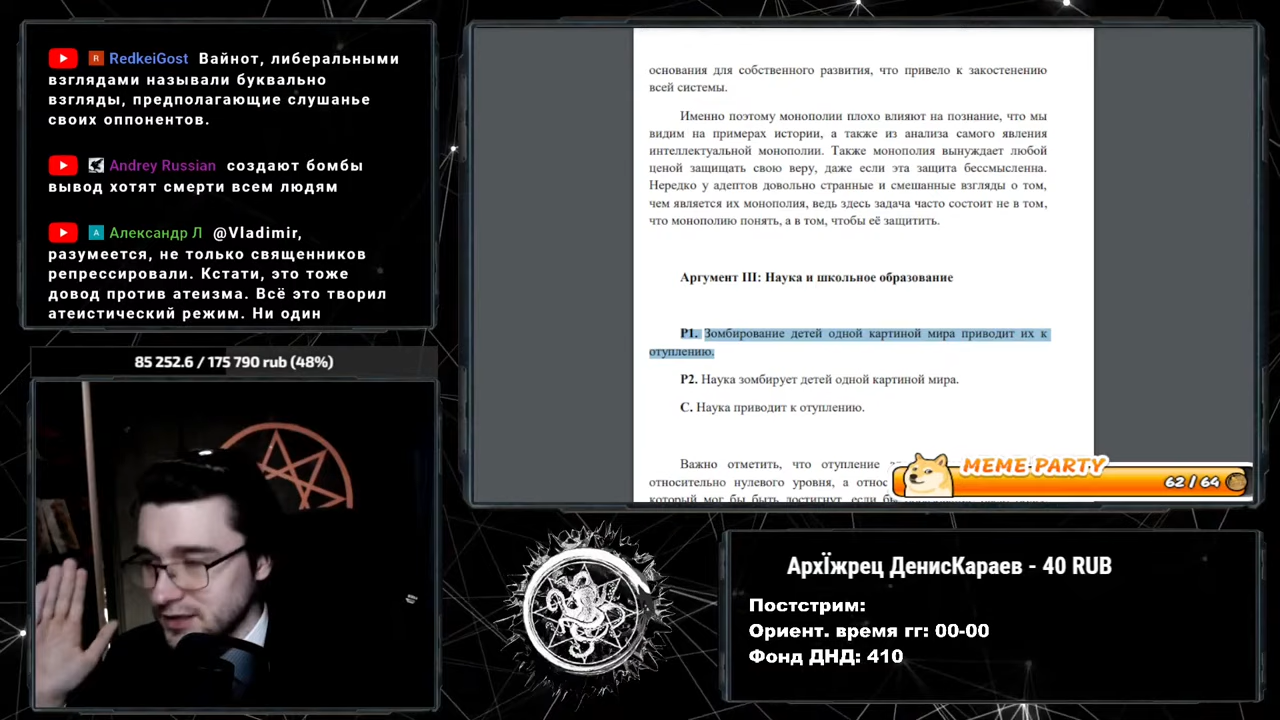 RedkeiGost Вайнот, либеральными
взглядами называли буквально
взгляды, предполагающие слушанье
своих оппонентов.
Andrey Russian создают бомбы
вывод хотят смерти всем людям
Александр Л @Vladimir,
разумеется, не только священников
репрессировали. Кстати, это тоже
довод против атеизма. Всё это творил
атеистический режим. Ни один
85 252.6 / 175 790 rub (48%)
основания для собственного развития, что привело к закостенению
всей системы.
Именно поэтому монополии плохо влияют на познание, что мы
видим на примерах истории, а также из анализа самого явления
интеллектуальной монополии. Также монополия вынуждает любой
ценой защищать свою веру, даже если эта защита бессмысленна.
Нередко у адептов довольно странные и смешанные взгляды о том,
чем является их монополия, ведь здесь задача часто состоит не в том,
что монополию понять, а в том, чтобы её защитить.
Аргумент III: Наука и школьное образование
P1. Зомбирование детей одной картиной мира приводит их к
отуплению.
P2. Наука зомбирует детей одной картиной мира.
C. Наука приводит к отуплению.
Важно отметить, что отупление
относительно нулевого уровня, а
который мог бы быть достигнут, если
MEME PARTY
62 / 64
АрхЇжрец ДенисКараев - 40 RUB
Постстрим:
Ориент. время гг: 00-00
Фонд ДНД: 410